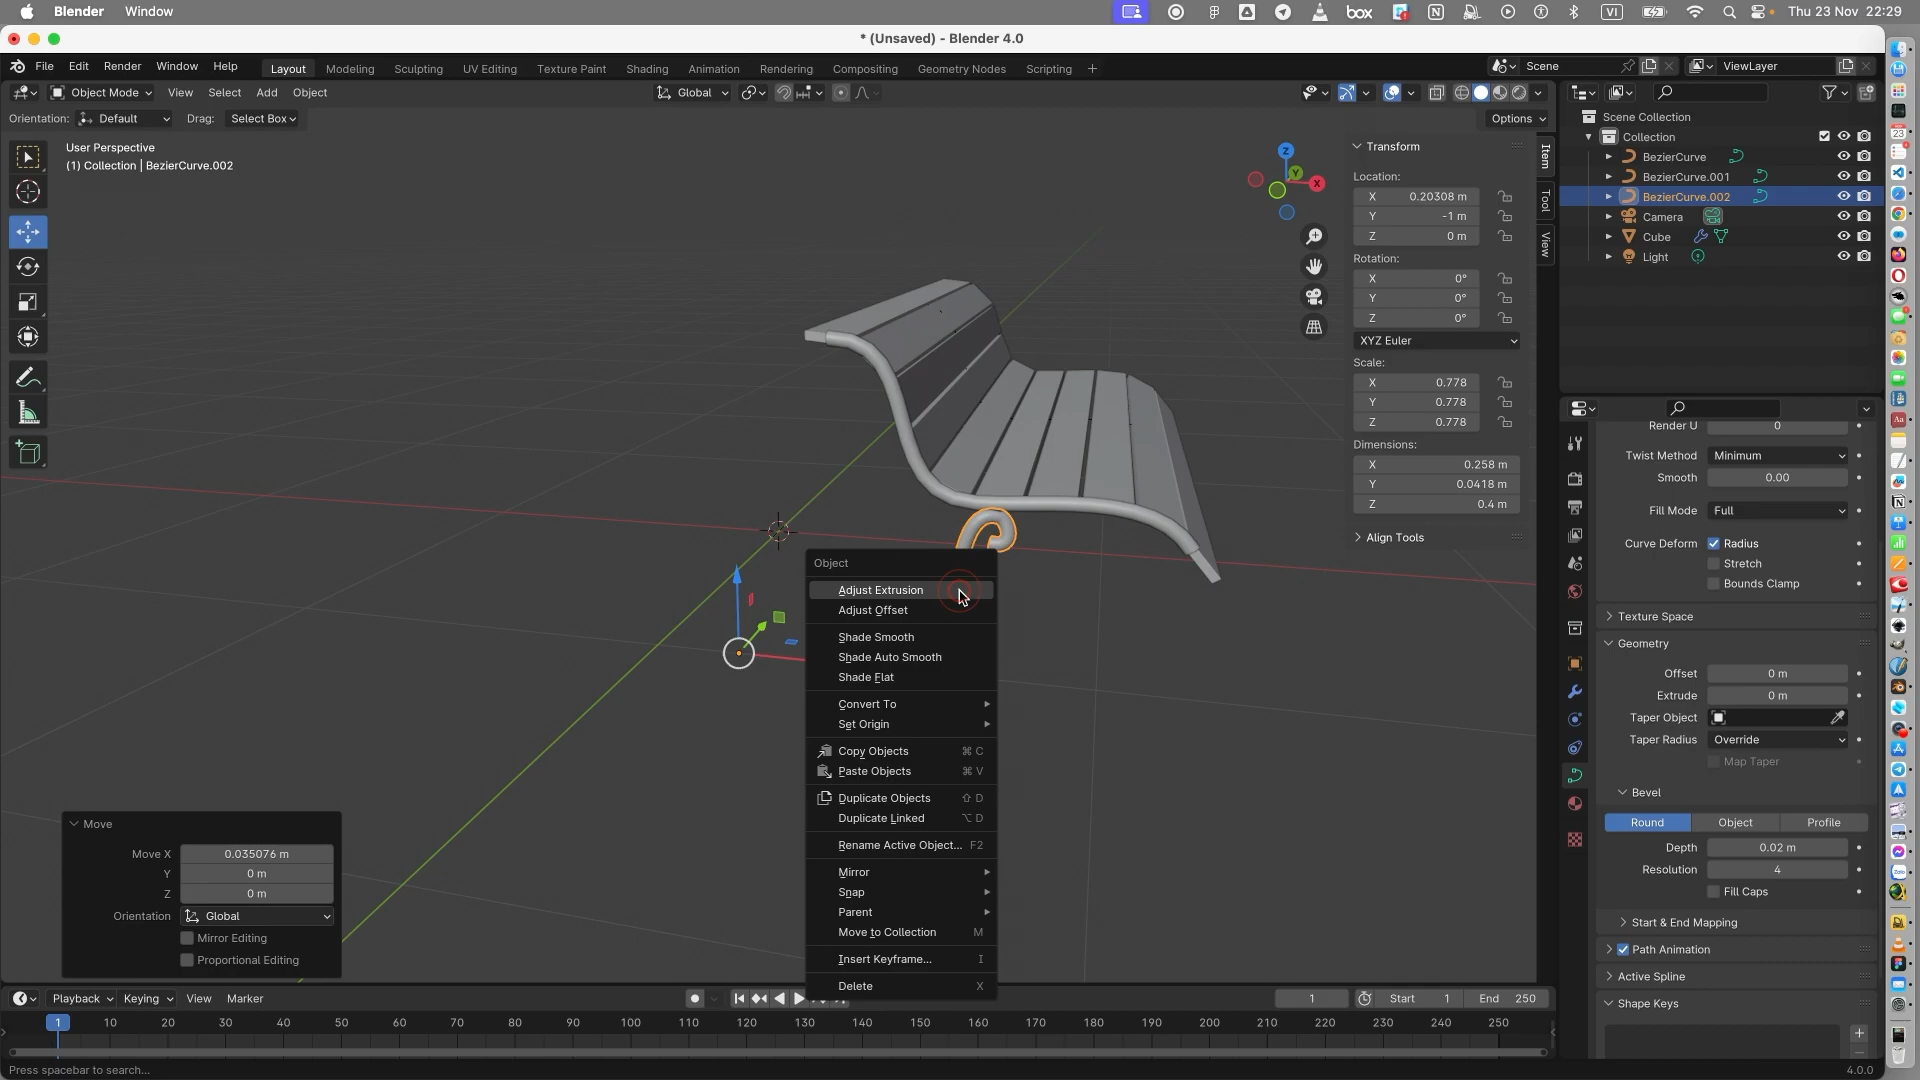 Blender Window VI Thu 23 Nov 22:29
box
* (Unsaved) - Blender 4.0
File Edit Render Window Help Layout Modeling Sculpting UV Editing Texture Paint Shading Animation Rendering Compositing Geometry Nodes Scripting + Scene ViewLayer
Object Mode View Select Add Object Global
Orientation: Default Drag: Select Box Options
User Perspective
(1) Collection | BezierCurve.002
Z
Y
X
Item
Tool
View
Transform
Location:
X 0.20308 m
Y -1 m
Z 0 m
Rotation:
X 0°
Y 0°
Z 0°
XYZ Euler
Scale:
X 0.778
Y 0.778
Z 0.778
Dimensions:
X 0.258 m
Y 0.0418 m
Z 0.4 m
Align Tools
Scene Collection
Collection
BezierCurve
BezierCurve.001
BezierCurve.002
Camera
Cube
Light
Render U 0
Twist Method Minimum
Smooth 0.00
Fill Mode Full
Curve Deform Radius
Stretch
Bounds Clamp
Texture Space
Geometry
Offset 0 m
Extrude 0 m
Taper Object
Taper Radius Override
Map Taper
Bevel
Round Object Profile
Depth 0.02 m
Resolution 4
Fill Caps
Start & End Mapping
Path Animation
Active Spline
Shape Keys
Object
Adjust Extrusion
Adjust Offset
Shade Smooth
Shade Auto Smooth
Shade Flat
Convert To
Set Origin
Copy Objects ⌘ C
Paste Objects ⌘ V
Duplicate Objects ⇧ D
Duplicate Linked ⌥ D
Rename Active Object... F2
Mirror
Snap
Parent
Move to Collection M
Insert Keyframe... I
Delete X
Move
Move X 0.035076 m
Y 0 m
Z 0 m
Orientation Global
Mirror Editing
Proportional Editing
Playback Keying View Marker 1 Start 1 End 250
1 10 20 30 40 50 60 70 80 90 100 110 120 130 140 150 160 170 180 190 200 210 220 230 240 250
Press spacebar to search... 4.0.0